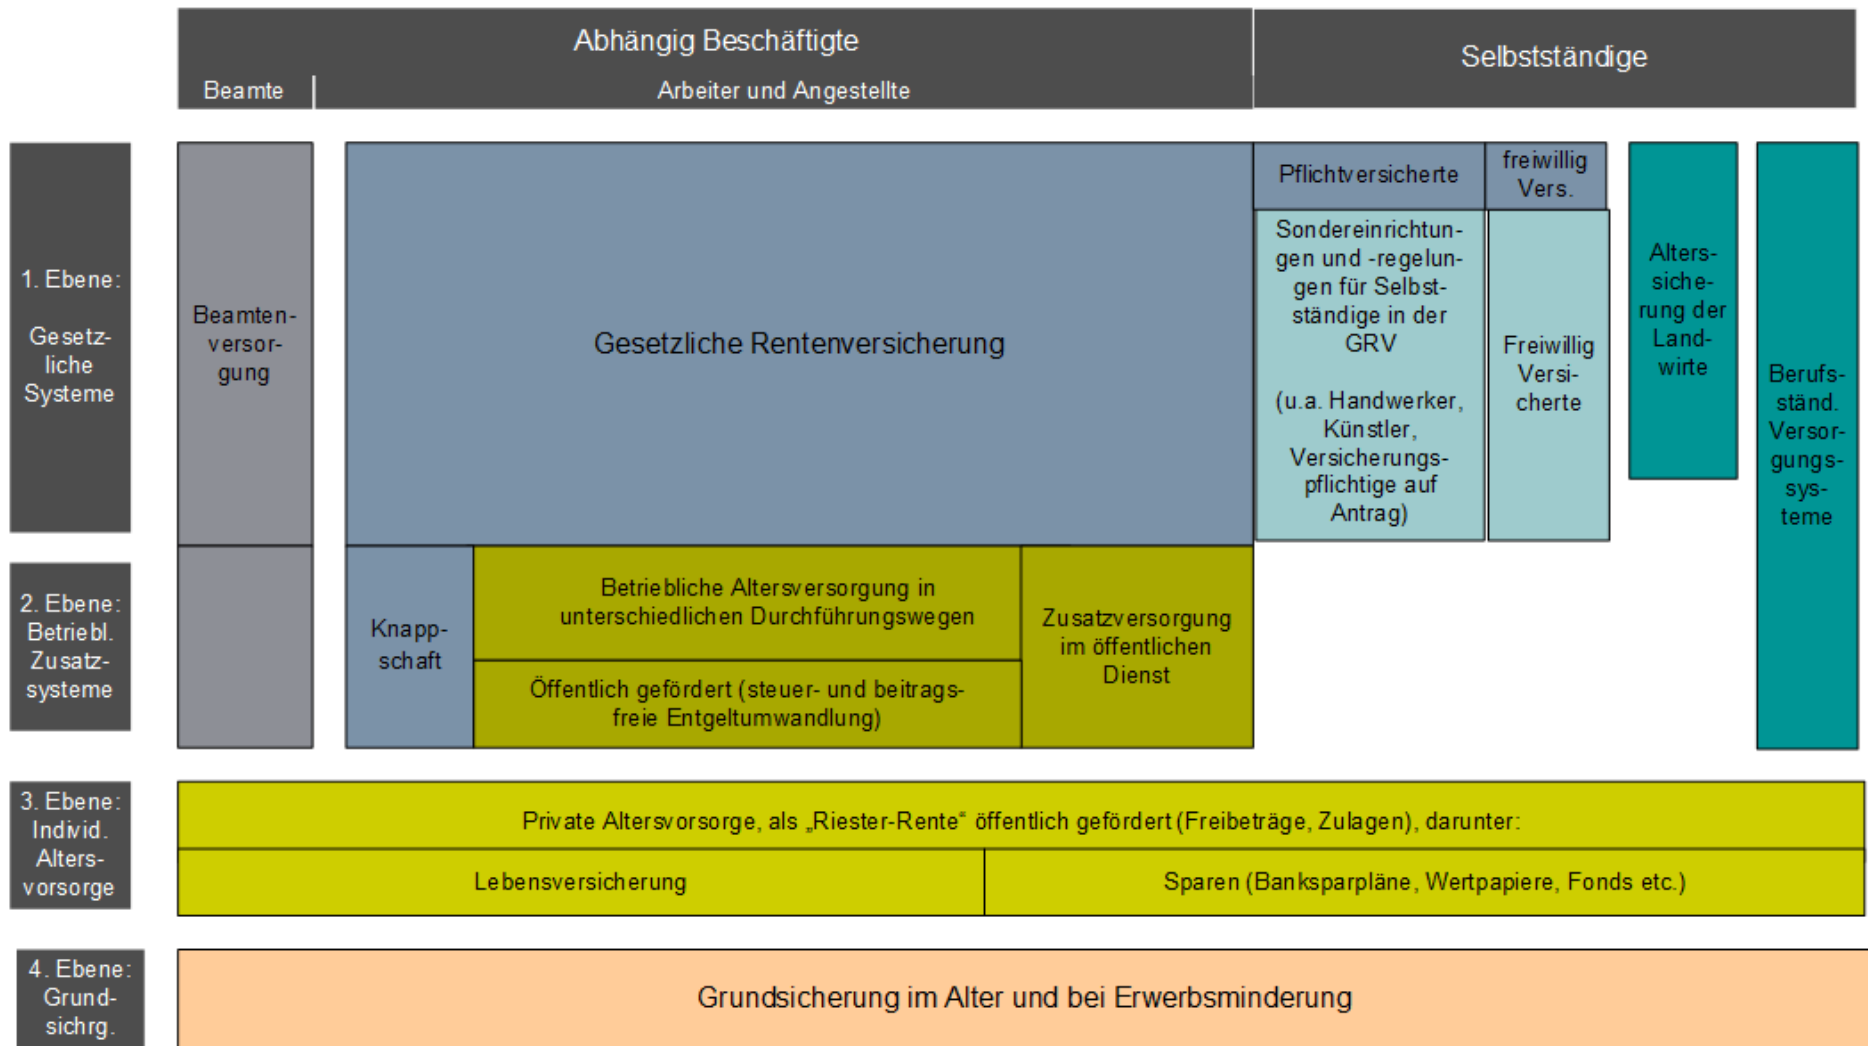 Abhängig Beschäftigte
Selbstständige
Beamte
Arbeiter und Angestellte
1. Ebene:
Gesetz-
liche
Systeme
Beamten-
versor-
gung
Gesetzliche Rentenversicherung
Pflichtversicherte
freiwillig
Vers.
Sondereinrichtun-
gen und -regelun-
gen für Selbst-
ständige in der
GRV
(u.a. Handwerker,
Künstler,
Versicherungs-
pflichtige auf
Antrag)
Freiwillig
Versi-
cherte
Alters-
siche-
rung der
Land-
wirte
Berufs-
ständ.
Versor-
gungs-
sys-
teme
2. Ebene:
Betriebl.
Zusatz-
systeme
Knapp-
schaft
Betriebliche Altersversorgung in
unterschiedlichen Durchführungswegen
Öffentlich gefördert (steuer- und beitrags-
freie Entgeltumwandlung)
Zusatzversorgung
im öffentlichen
Dienst
3. Ebene:
Individ.
Alters-
vorsorge
Private Altersvorsorge, als „Riester-Rente“ öffentlich gefördert (Freibeträge, Zulagen), darunter:
Lebensversicherung
Sparen (Banksparpläne, Wertpapiere, Fonds etc.)
4. Ebene:
Grund-
sichrg.
Grundsicherung im Alter und bei Erwerbsminderung